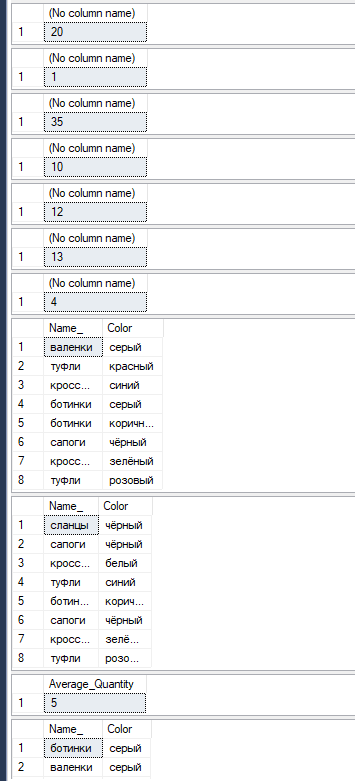 (No column name)
1 20
(No column name)
1 1
(No column name)
1 35
(No column name)
1 10
(No column name)
1 12
(No column name)
1 13
(No column name)
1 4
Name_ Color
1 валенки серый
2 туфли красный
3 кросс... синий
4 ботинки серый
5 ботинки коричн...
6 сапоги чёрный
7 кросс... зелёный
8 туфли розовый
Name_ Color
1 сланцы чёрный
2 сапоги чёрный
3 кросс... белый
4 туфли синий
5 ботин... корич...
6 сапоги чёрный
7 кросс... зелё...
8 туфли розо...
Average_Quantity
1 5
Name_ Color
1 ботинки серый
2 валенки серый